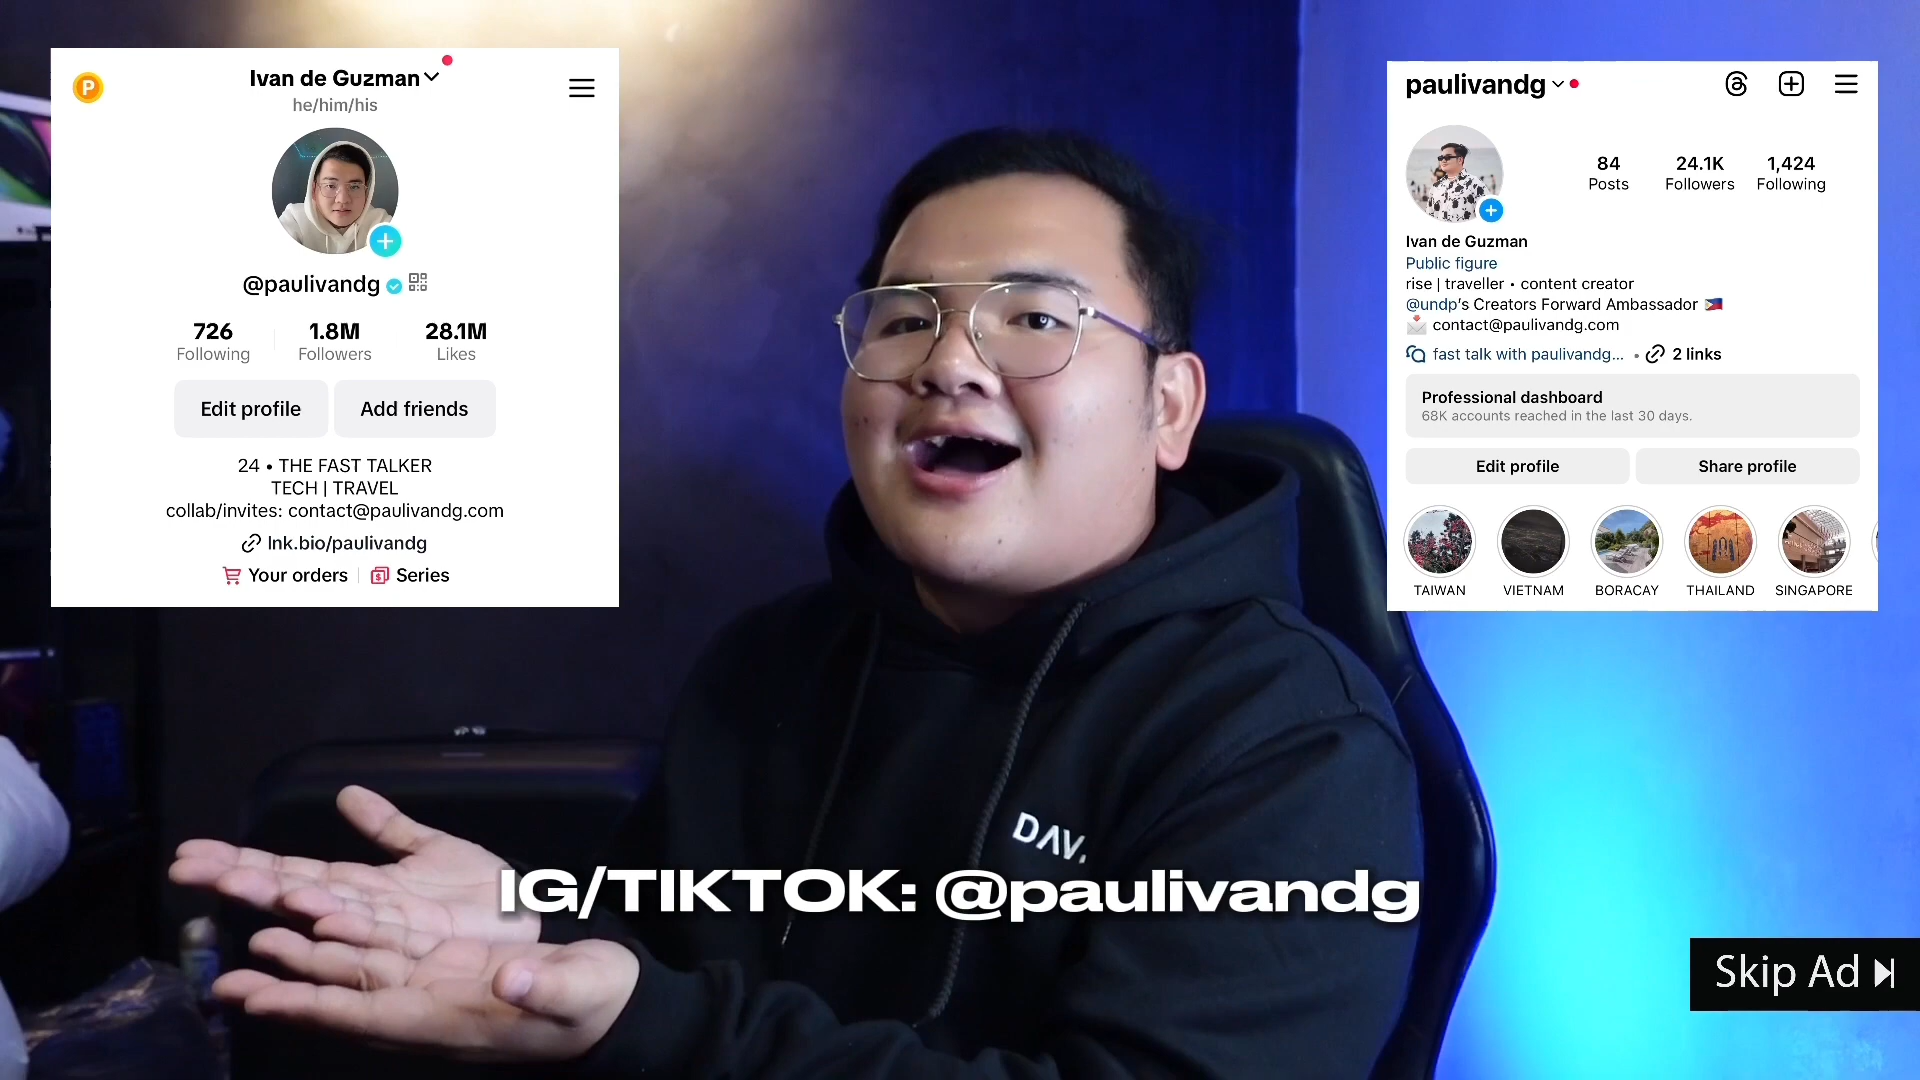 P
Ivan de Guzman
he/him/his
@paulivandg
726
1.8M
28.1M
Following
Followers
Likes
Edit profile
Add friends
24 • THE FAST TALKER
TECH | TRAVEL
collab/invites: contact@paulivandg.com
lnk.bio/paulivandg
Your orders
Series
paulivandg
84
24.1K
1,424
Posts
Followers
Following
Ivan de Guzman
Public figure
rise | traveller • content creator
@undp's Creators Forward Ambassador 🇵🇭
📩 contact@paulivandg.com
fast talk with paulivandg... • 2 links
Professional dashboard
68K accounts reached in the last 30 days.
Edit profile
Share profile
TAIWAN
VIETNAM
BORACAY
THAILAND
SINGAPORE
DAV.
IG/TIKTOK: @paulivandg
Skip Ad